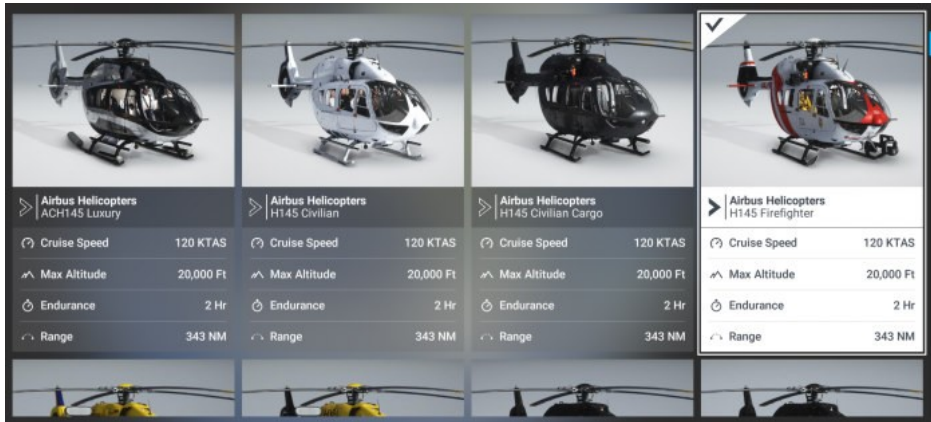 Airbus Helicopters
ACH145 Luxury
Cruise Speed 120 KTAS
Max Altitude 20,000 Ft
Endurance 2 Hr
Range 343 NM
Airbus Helicopters
H145 Civilian
Cruise Speed 120 KTAS
Max Altitude 20,000 Ft
Endurance 2 Hr
Range 343 NM
Airbus Helicopters
H145 Civilian Cargo
Cruise Speed 120 KTAS
Max Altitude 20,000 Ft
Endurance 2 Hr
Range 343 NM
Airbus Helicopters
H145 Firefighter
Cruise Speed 120 KTAS
Max Altitude 20,000 Ft
Endurance 2 Hr
Range 343 NM